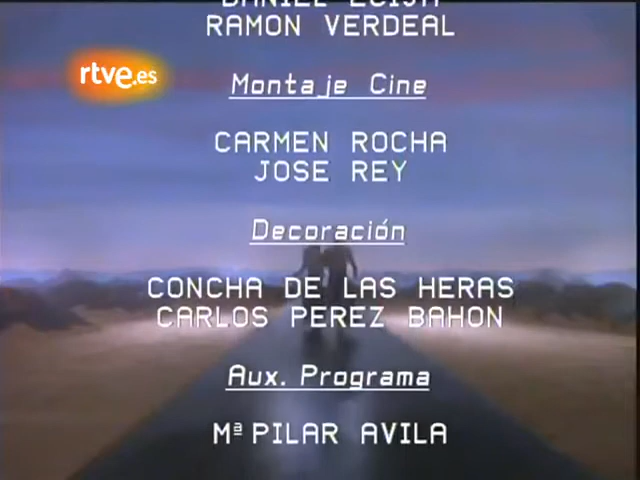 RAMON VERDEAL
rtve.es
Montaje Cine
CARMEN ROCHA
JOSE REY
Decoración
CONCHA DE LAS HERAS
CARLOS PEREZ BAHON
Aux. Programa
Mª PILAR AVILA